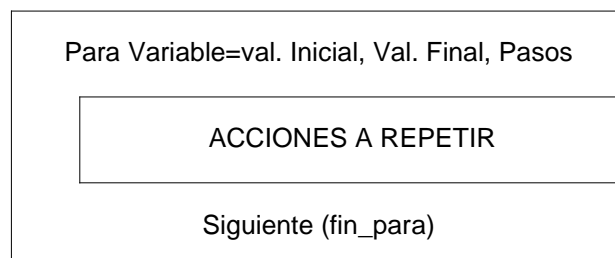 Para Variable=val. Inicial, Val. Final, Pasos
ACCIONES A REPETIR
Siguiente (fin_para)